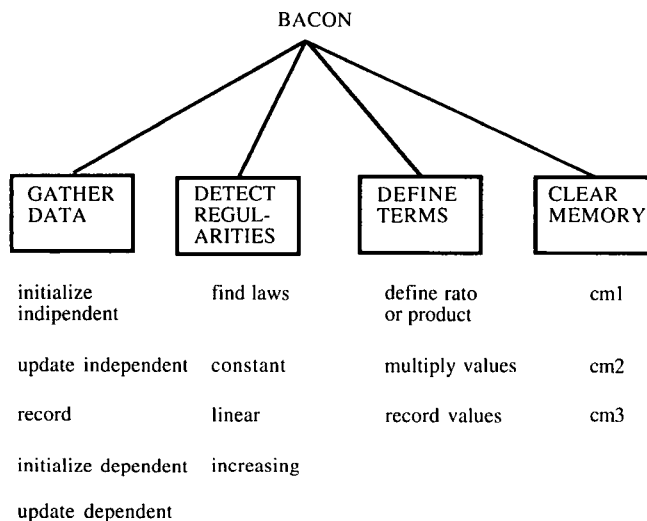 BACON
GATHER
DATA
DETECT
REGUL-
ARITIES
DEFINE
TERMS
CLEAR
MEMORY
initialize
indipendent
find laws
define rato
or product
cm1
update independent
constant
multiply values
cm2
record
linear
record values
cm3
initialize dependent
increasing
update dependent